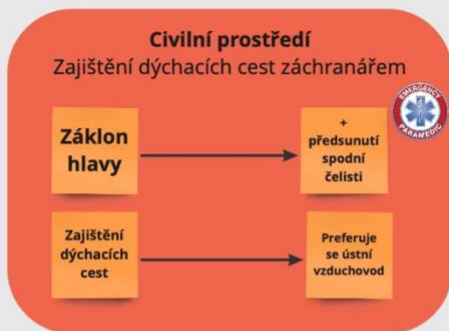 Civilní prostředí
Zajištění dýchacích cest záchranářem
Základ
hlavy
+
předsunutí
spodní
čelisti
EMERGENCY
PARAMEDIC
Zajištění
dýchacích
cest
Preferuje
se ústní
vzduchovod